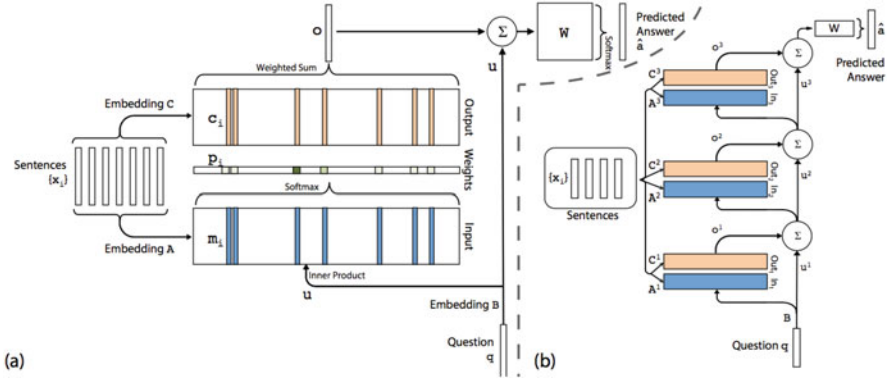 o
Σ
W
Softmax
Predicted
Answer
â
u
Weighted Sum
Embedding C
c_i
Output
Sentences
{x_i}
p_i
Weights
Softmax
Embedding A
m_i
Input
Inner Product
u
Embedding B
Question
q
(a)
Σ
W
â
Predicted
Answer
o³
u³
C³
A³
Out₃
In₃
Σ
o²
u²
C²
A²
Out₂
In₂
{x_i}
Sentences
Σ
o¹
u¹
C¹
A¹
Out₁
In₁
B
Question q
(b)